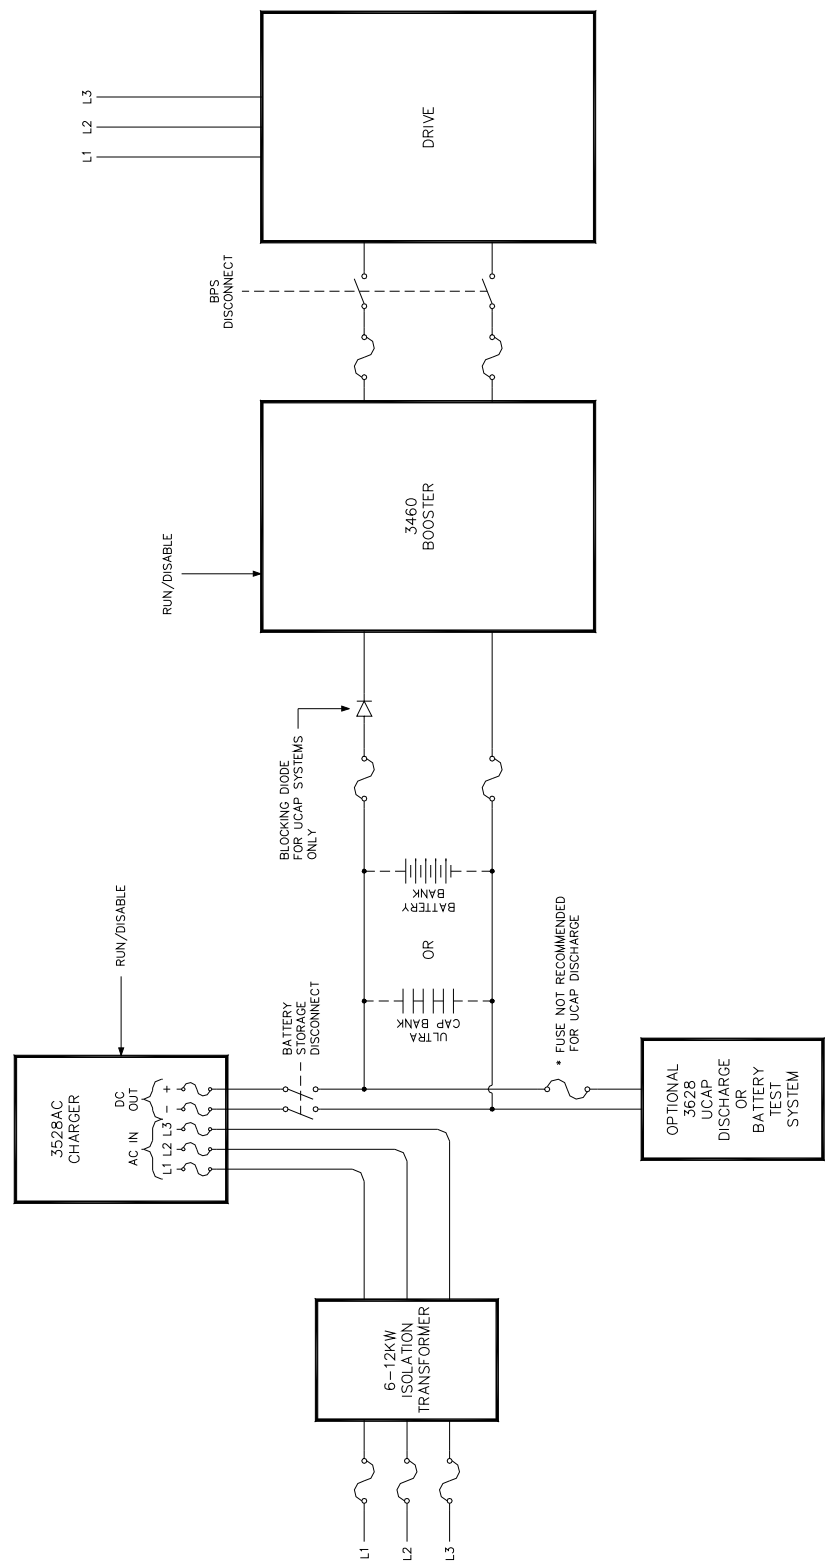 L3
L2
L1
DRIVE
BPS
DISCONNECT
3460
BOOSTER
RUN/DISABLE
BLOCKING DIODE
FOR UCAP SYSTEMS
ONLY
BATTERY
BANK
OR
ULTRA
CAP BANK
RUN/DISABLE
BATTERY
STORAGE
DISCONNECT
* FUSE NOT RECOMMENDED
FOR UCAP DISCHARGE
3528AC
CHARGER
DC
OUT
+
-
AC IN
L3
L2
L1
OPTIONAL
3628
UCAP
DISCHARGE
OR
BATTERY
TEST
SYSTEM
6-12KW
ISOLATION
TRANSFORMER
L1
L2
L3